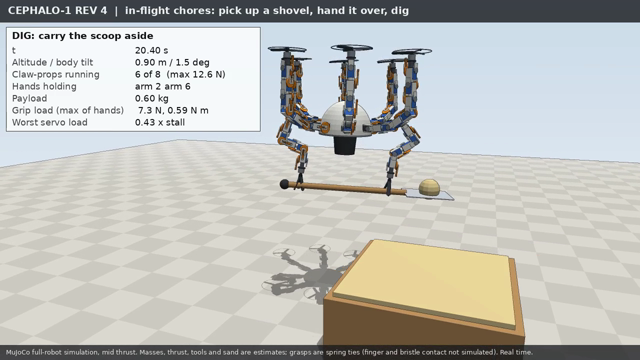 CEPHALO-1 REV 4 | in-flight chores: pick up a shovel, hand it over, dig
DIG: carry the scoop aside
t 20.40 s
Altitude / body tilt 0.90 m / 1.5 deg
Claw-props running 6 of 8 (max 12.6 N)
Hands holding arm 2 arm 6
Payload 0.60 kg
Grip load (max of hands) 7.3 N, 0.59 N m
Worst servo load 0.43 x stall
MuJoCo full-robot simulation, mid thrust. Masses, thrust, tools and sand are estimates: grasps are spring ties (finger and bristle contact not simulated). Real time.